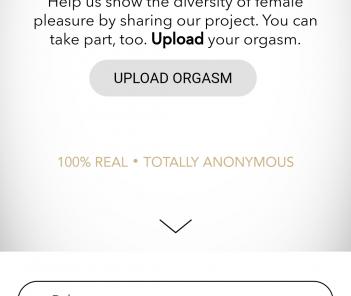 Help us show the diversity of female
pleasure by sharing our project. You can
take part, too. Upload your orgasm.
UPLOAD ORGASM
100% REAL • TOTALLY ANONYMOUS